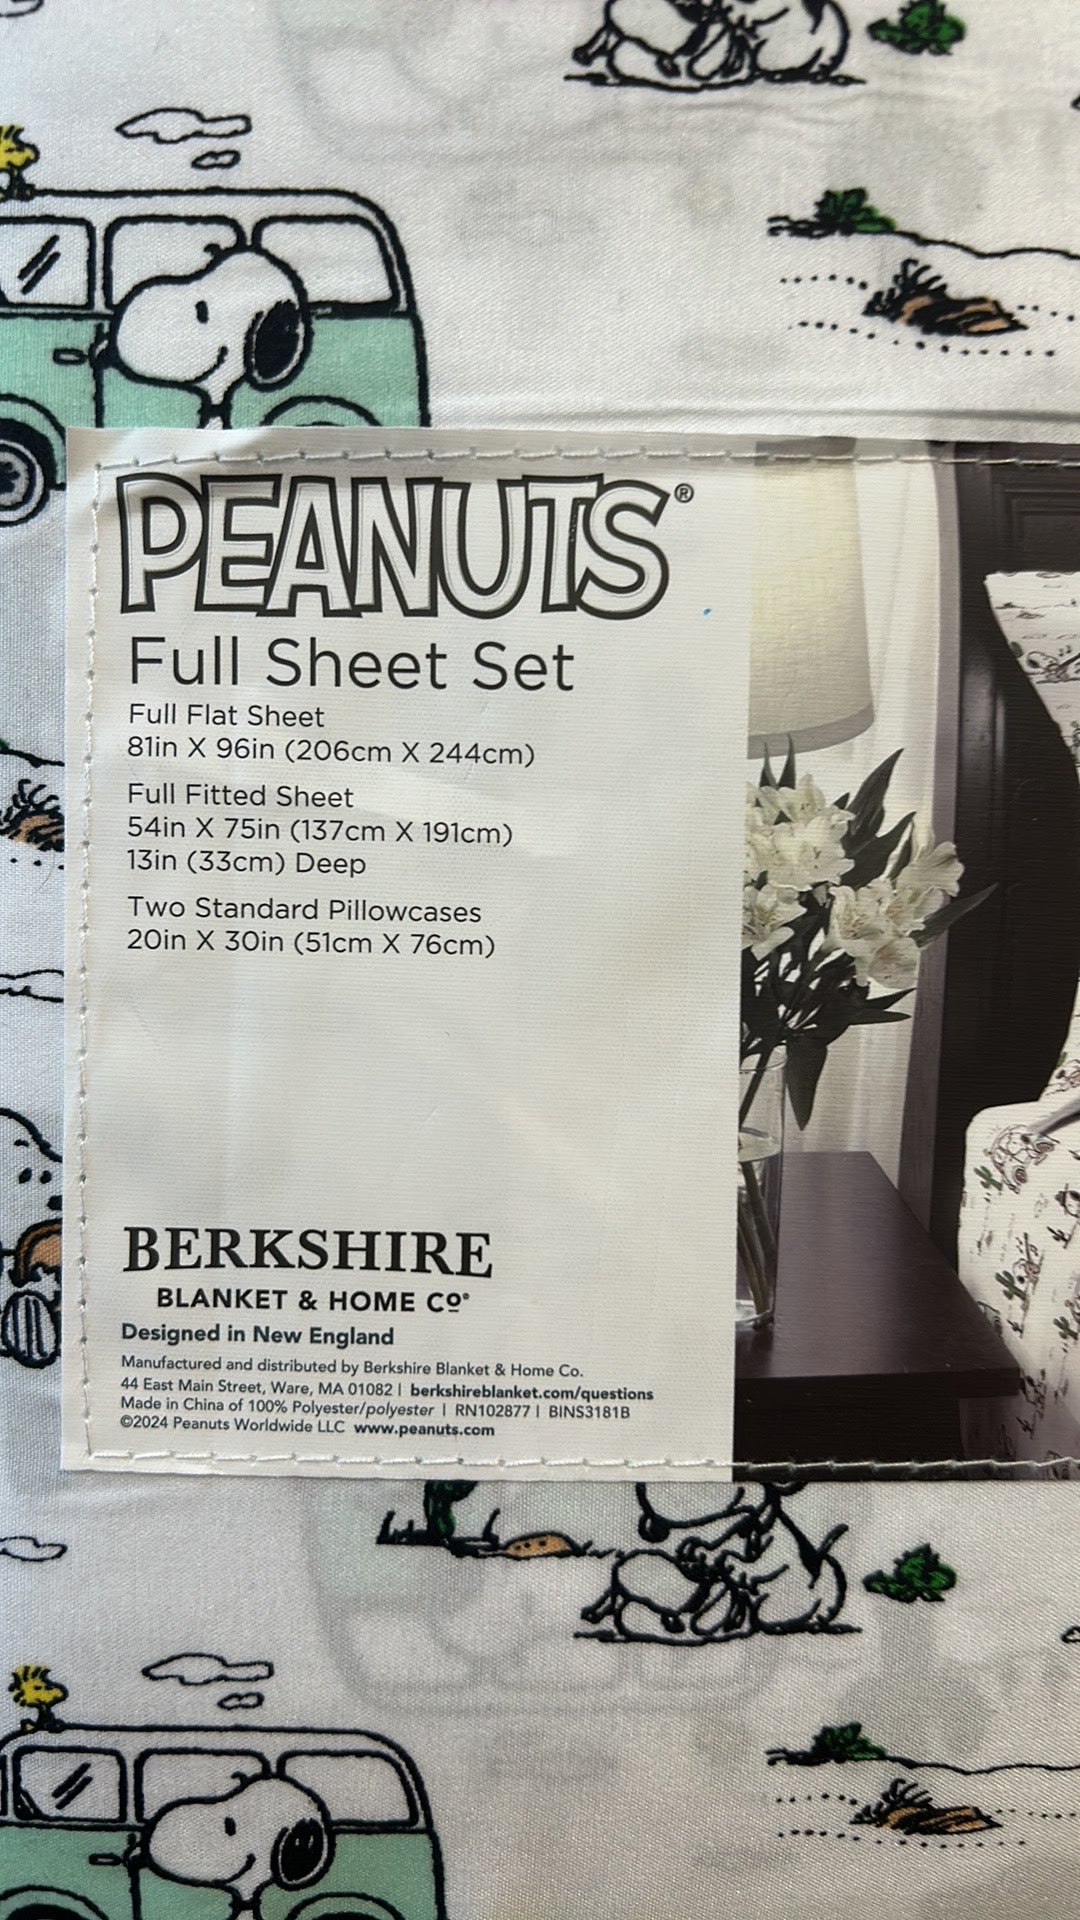 PEANUTS®
Full Sheet Set
Full Flat Sheet
81in X 96in (206cm X 244cm)
Full Fitted Sheet
54in X 75in (137cm X 191cm)
13in (33cm) Deep
Two Standard Pillowcases
20in X 30in (51cm X 76cm)
BERKSHIRE
BLANKET & HOME Cº®
Designed in New England
Manufactured and distributed by Berkshire Blanket & Home Co.
44 East Main Street, Ware, MA 01082 | berkshireblanket.com/questions
Made in China of 100% Polyester/polyester | RN102877 | BINS3181B
©2024 Peanuts Worldwide LLC www.peanuts.com